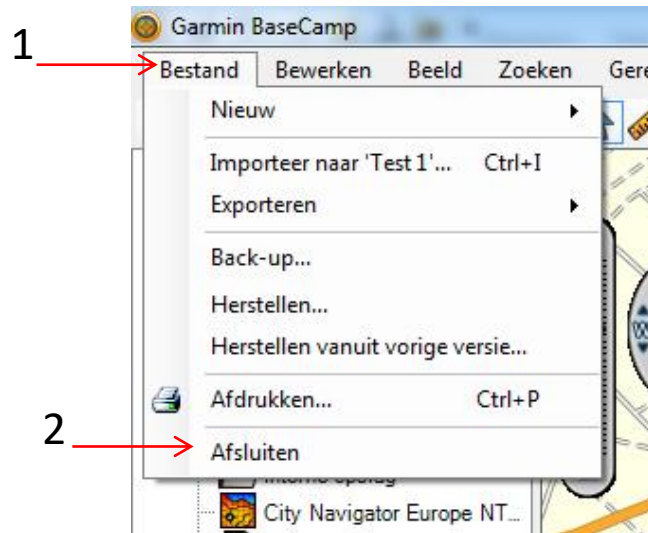 Garmin BaseCamp
1
Bestand Bewerken Beeld Zoeken Gere
Nieuw
Importeer naar 'Test 1'... Ctrl+I
Exporteren
Back-up...
Herstellen...
Herstellen vanuit vorige versie...
Afdrukken... Ctrl+P
2
Afsluiten
City Navigator Europe NT...